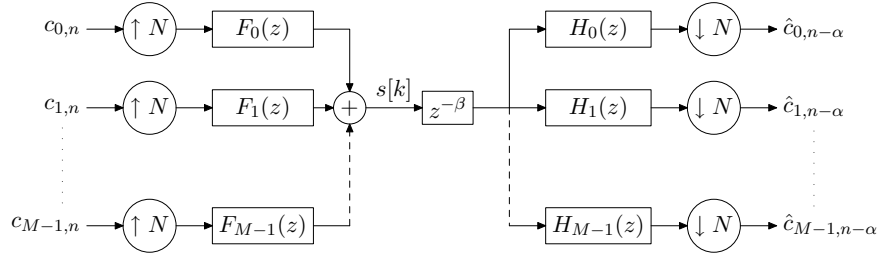 c_{0,n} ↑ N F_0(z) H_0(z) ↓ N ĉ_{0,n−α}
c_{1,n} ↑ N F_1(z) + s[k] z^{−β} H_1(z) ↓ N ĉ_{1,n−α}
c_{M−1,n} ↑ N F_{M−1}(z) H_{M−1}(z) ↓ N ĉ_{M−1,n−α}